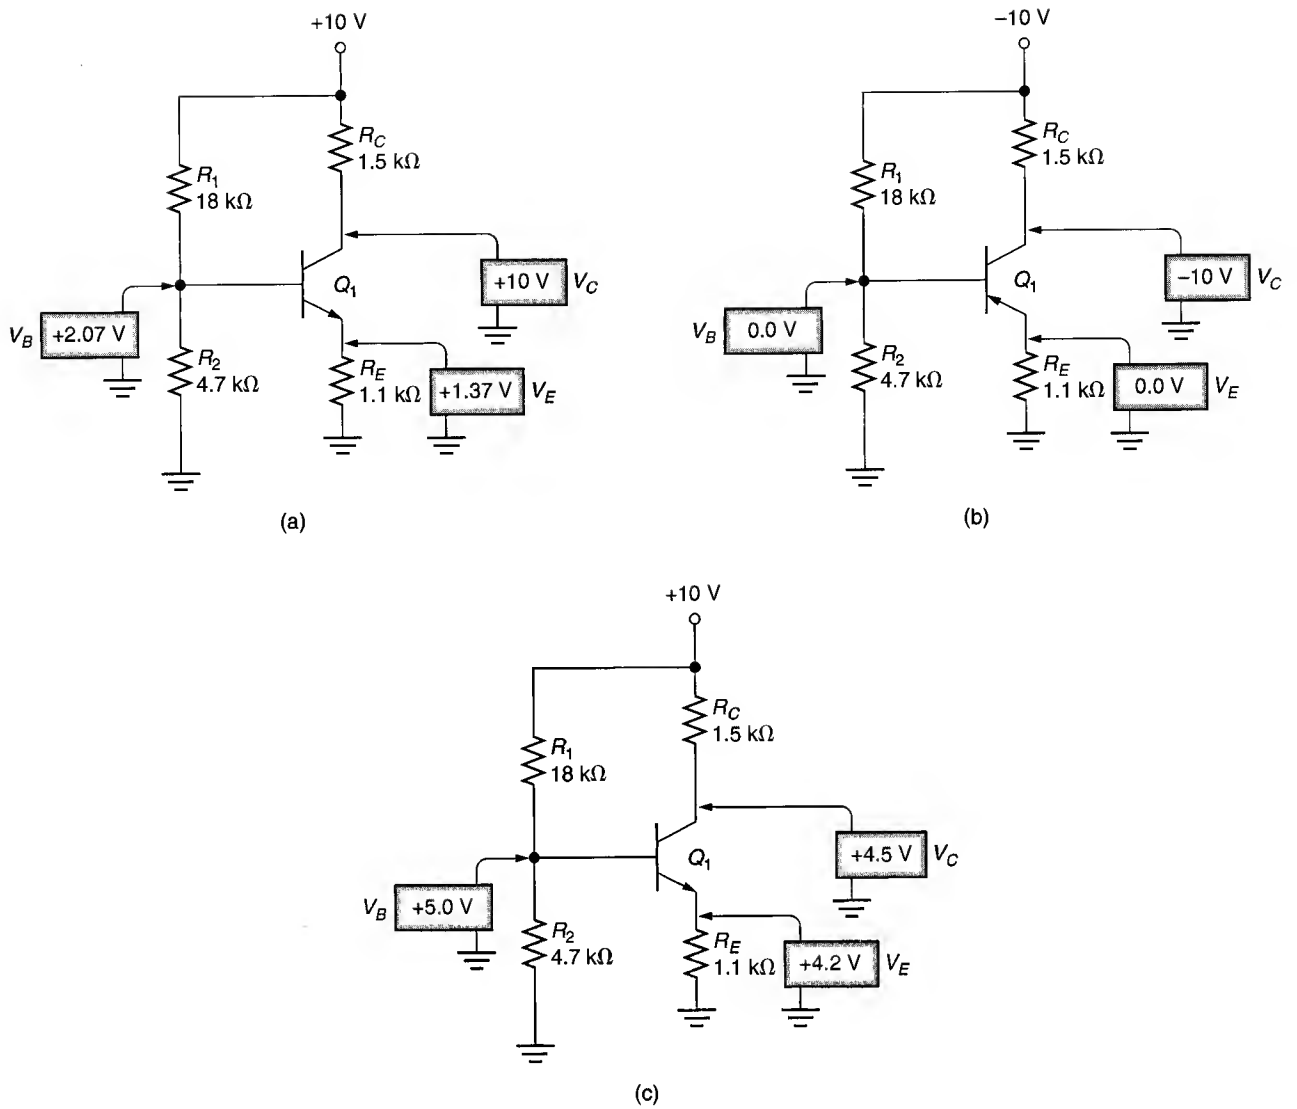 +10 V
R_C
1.5 kΩ
R_1
18 kΩ
+10 V V_C
Q_1
V_B +2.07 V
R_2
4.7 kΩ
R_E
1.1 kΩ
+1.37 V V_E
(a)
−10 V
R_C
1.5 kΩ
R_1
18 kΩ
−10 V V_C
Q_1
V_B 0.0 V
R_2
4.7 kΩ
R_E
1.1 kΩ
0.0 V V_E
(b)
+10 V
R_C
1.5 kΩ
R_1
18 kΩ
+4.5 V V_C
Q_1
V_B +5.0 V
R_2
4.7 kΩ
R_E
1.1 kΩ
+4.2 V V_E
(c)